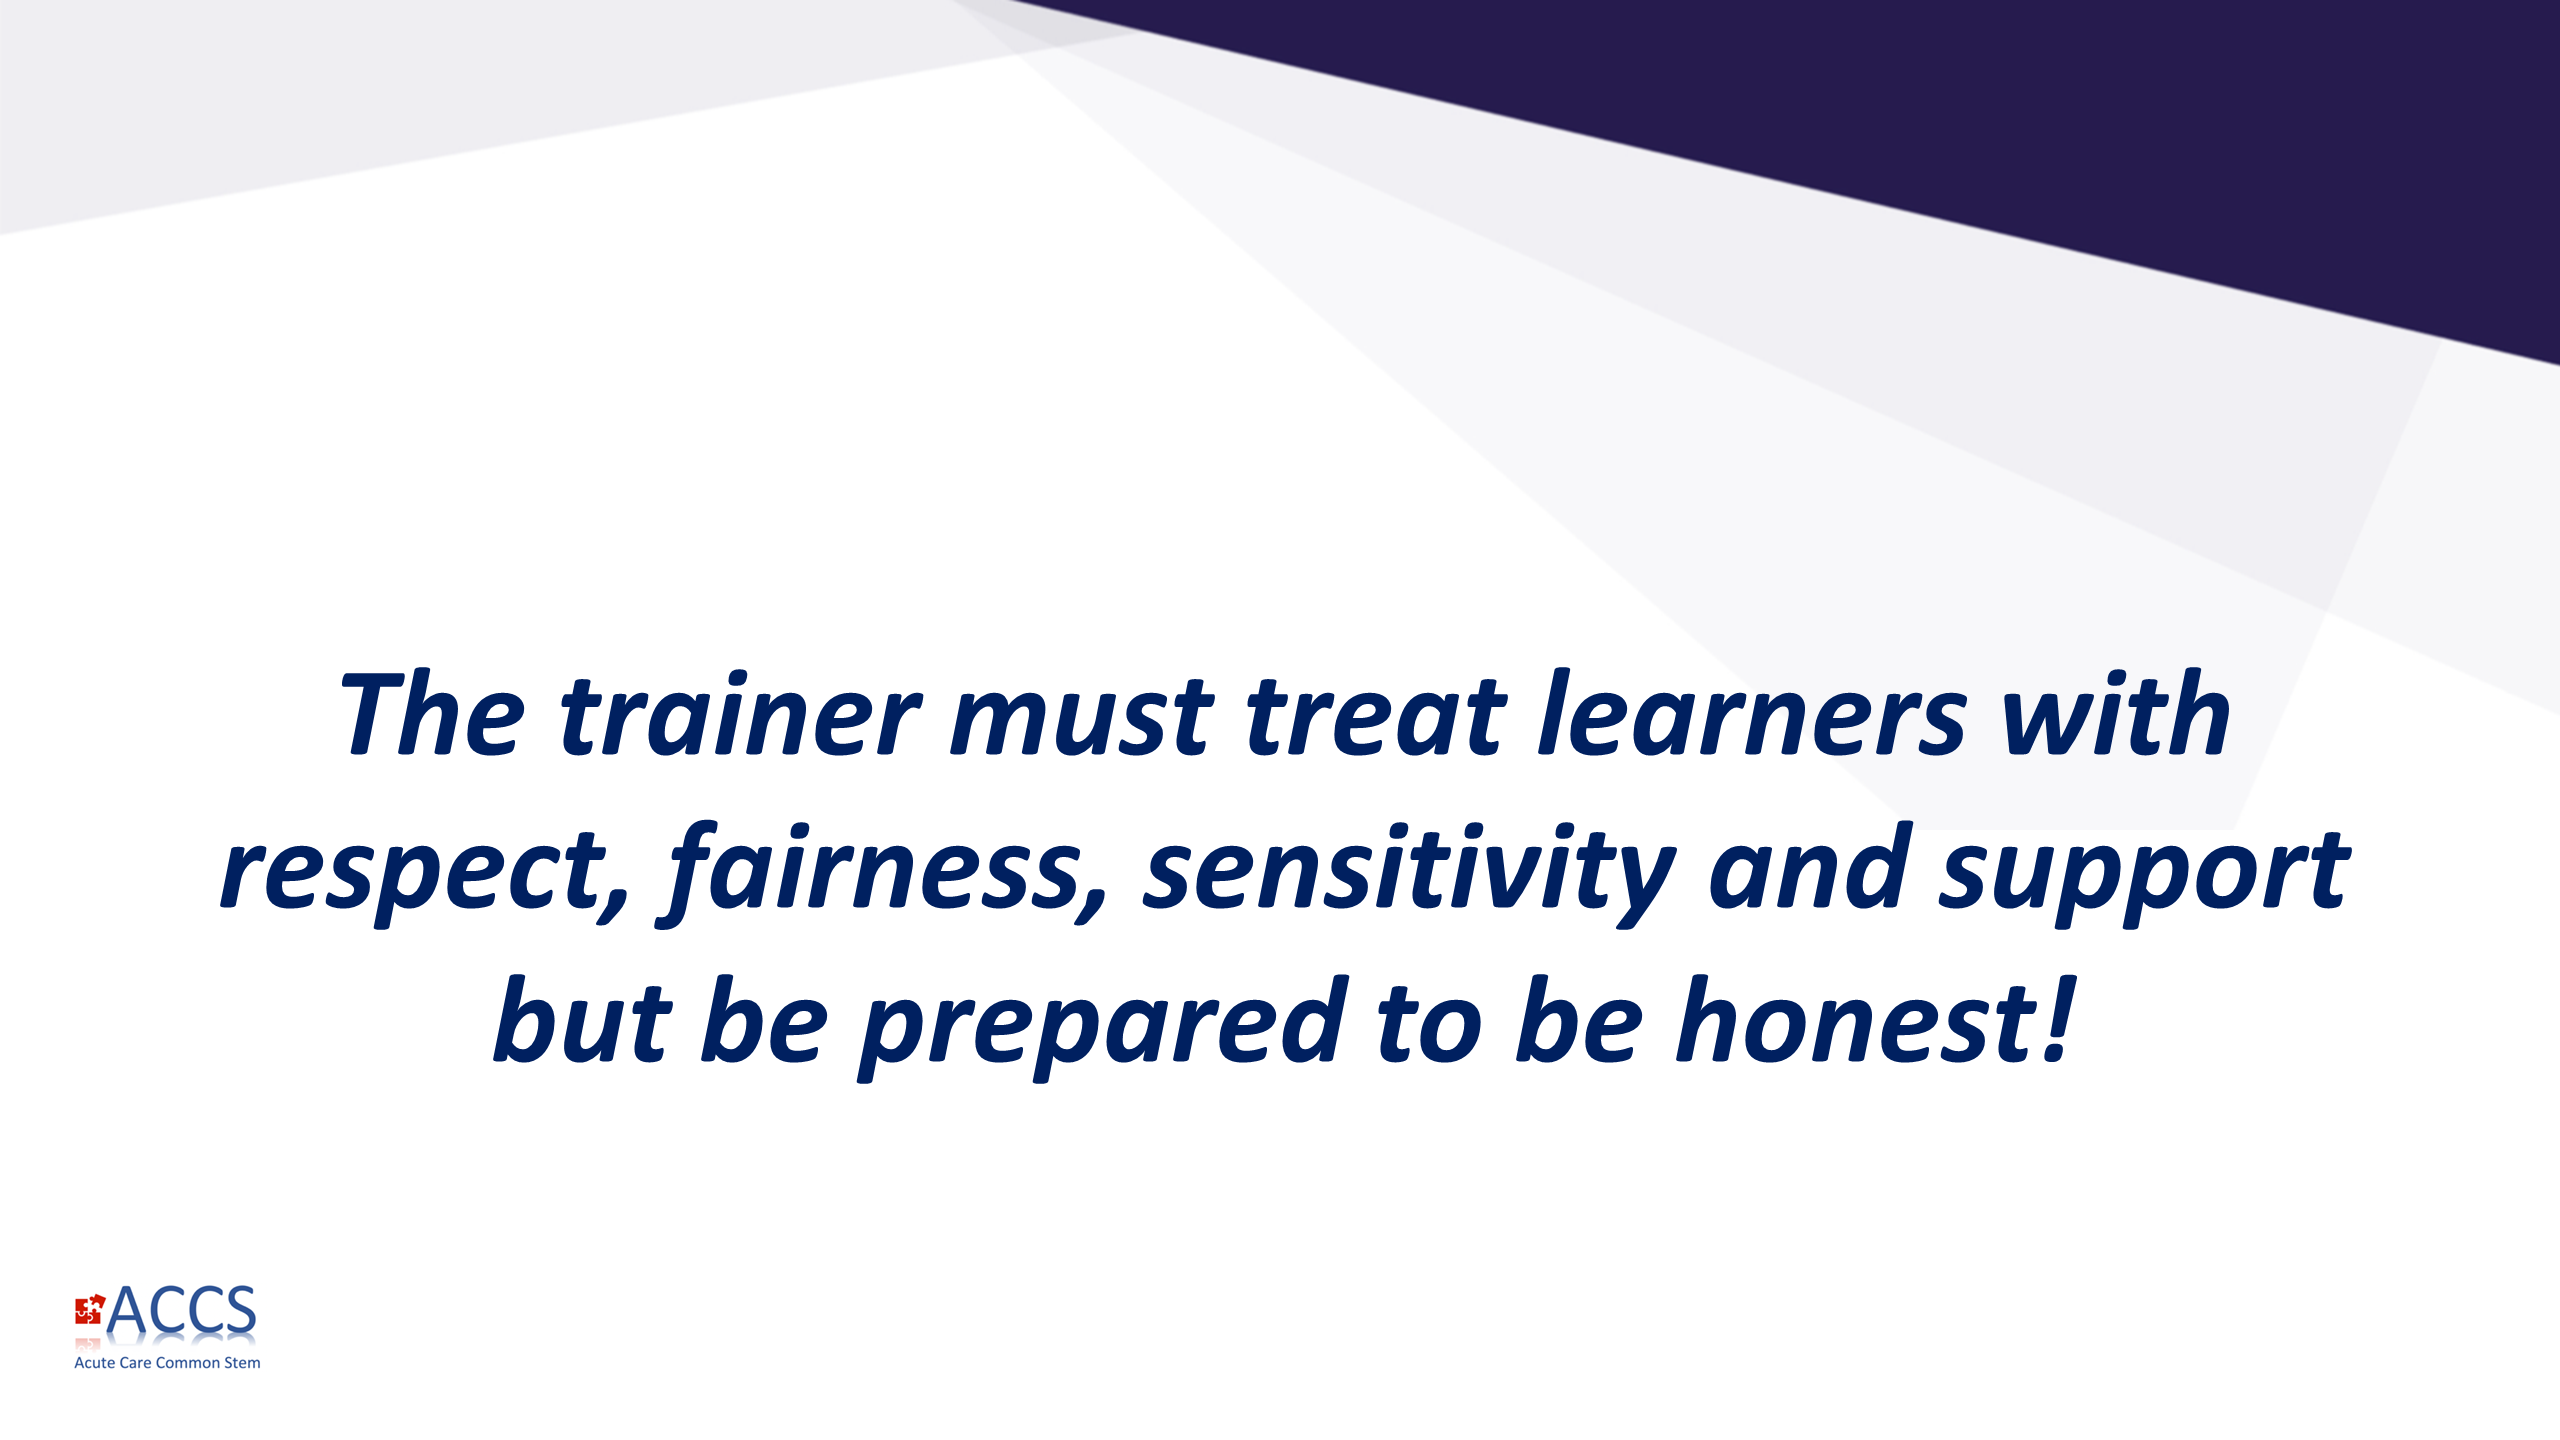 The trainer must treat learners with
respect, fairness, sensitivity and support
but be prepared to be honest!
ACCS
Acute Care Common Stem